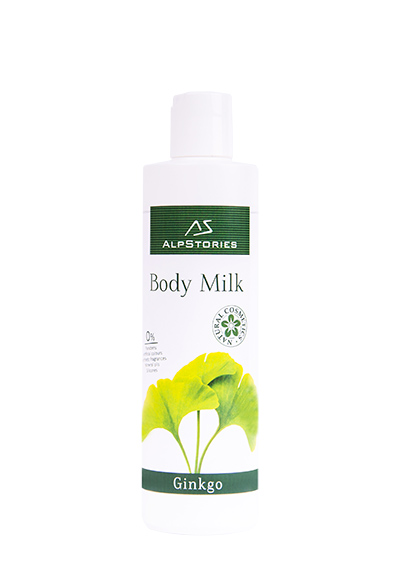 AS
ALPSTORIES
Body Milk
NATURAL COSMETICS
0%
Ginkgo